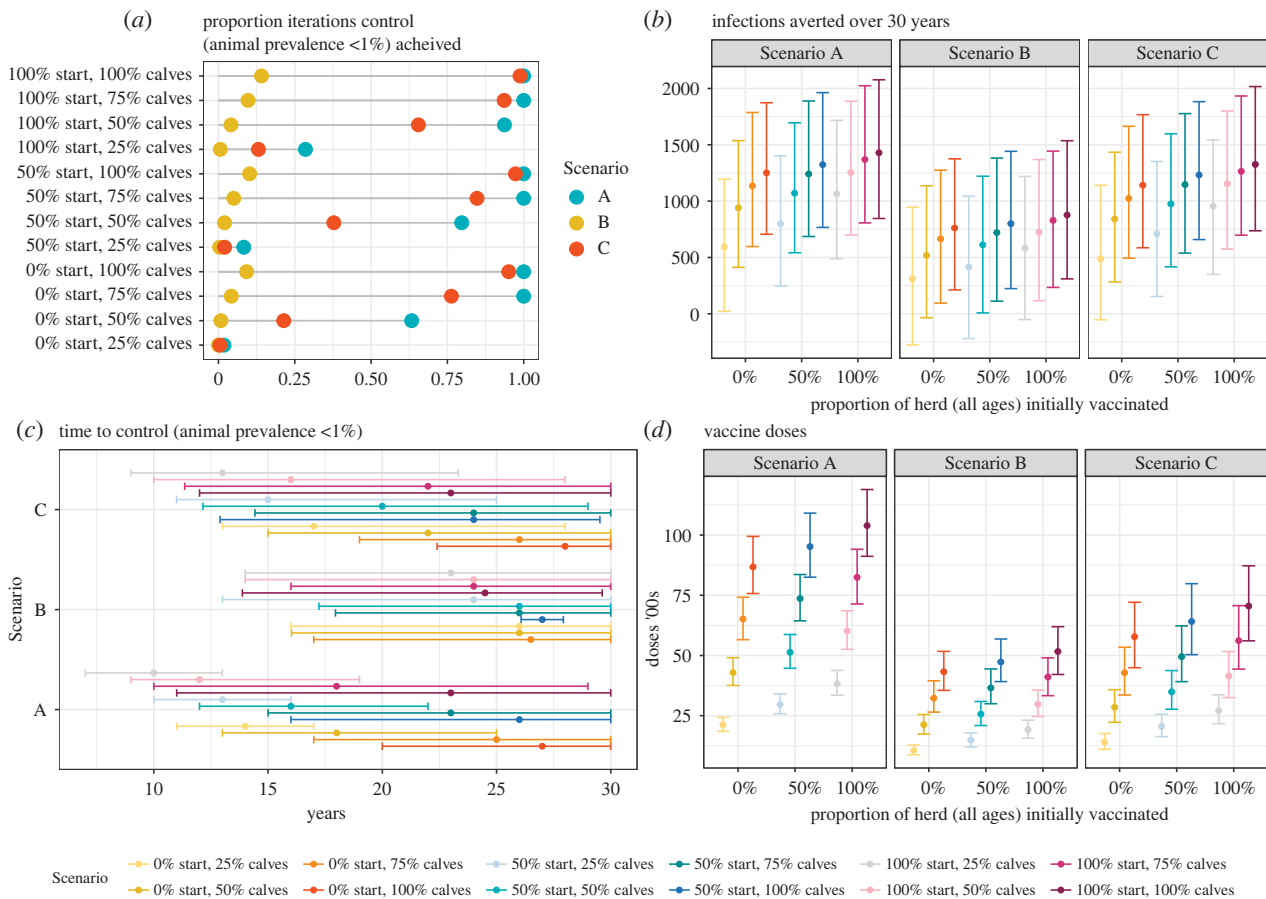 (a)
proportion iterations control
(animal prevalence <1%) acheived
100% start, 100% calves
100% start, 75% calves
100% start, 50% calves
100% start, 25% calves
50% start, 100% calves
50% start, 75% calves
50% start, 50% calves
50% start, 25% calves
0% start, 100% calves
0% start, 75% calves
0% start, 50% calves
0% start, 25% calves
0 0.25 0.50 0.75 1.00
Scenario
A
B
C
(b) infections averted over 30 years
Scenario A Scenario B Scenario C
2000
1500
1000
500
0
0% 50% 100% 0% 50% 100% 0% 50% 100%
proportion of herd (all ages) initially vaccinated
(c) time to control (animal prevalence <1%)
Scenario
C
B
A
10 15 20 25 30
years
(d) vaccine doses
Scenario A Scenario B Scenario C
doses '00s
100
75
50
25
0% 50% 100% 0% 50% 100% 0% 50% 100%
proportion of herd (all ages) initially vaccinated
Scenario
0% start, 25% calves 0% start, 75% calves 50% start, 25% calves 50% start, 75% calves 100% start, 25% calves 100% start, 75% calves
0% start, 50% calves 0% start, 100% calves 50% start, 50% calves 50% start, 100% calves 100% start, 50% calves 100% start, 100% calves